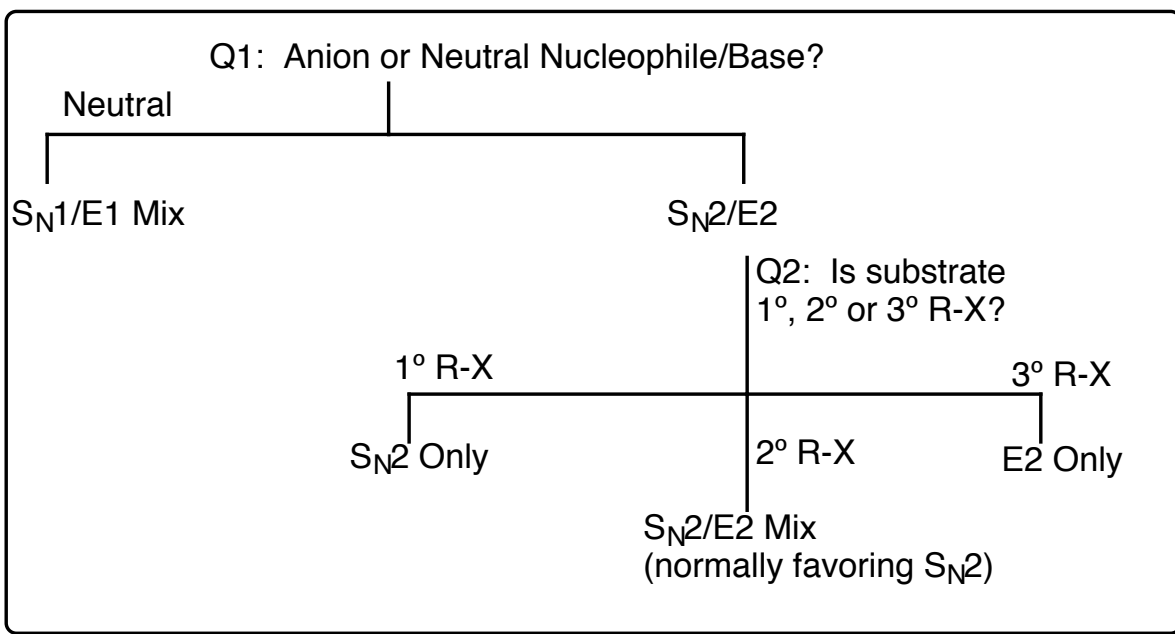 Q1:  Anion or Neutral Nucleophile/Base?
Neutral
SN1/E1 Mix
SN2/E2
Q2:  Is substrate
1º, 2º or 3º R-X?
1º R-X
3º R-X
SN2 Only
2º R-X
E2 Only
SN2/E2 Mix
(normally favoring SN2)